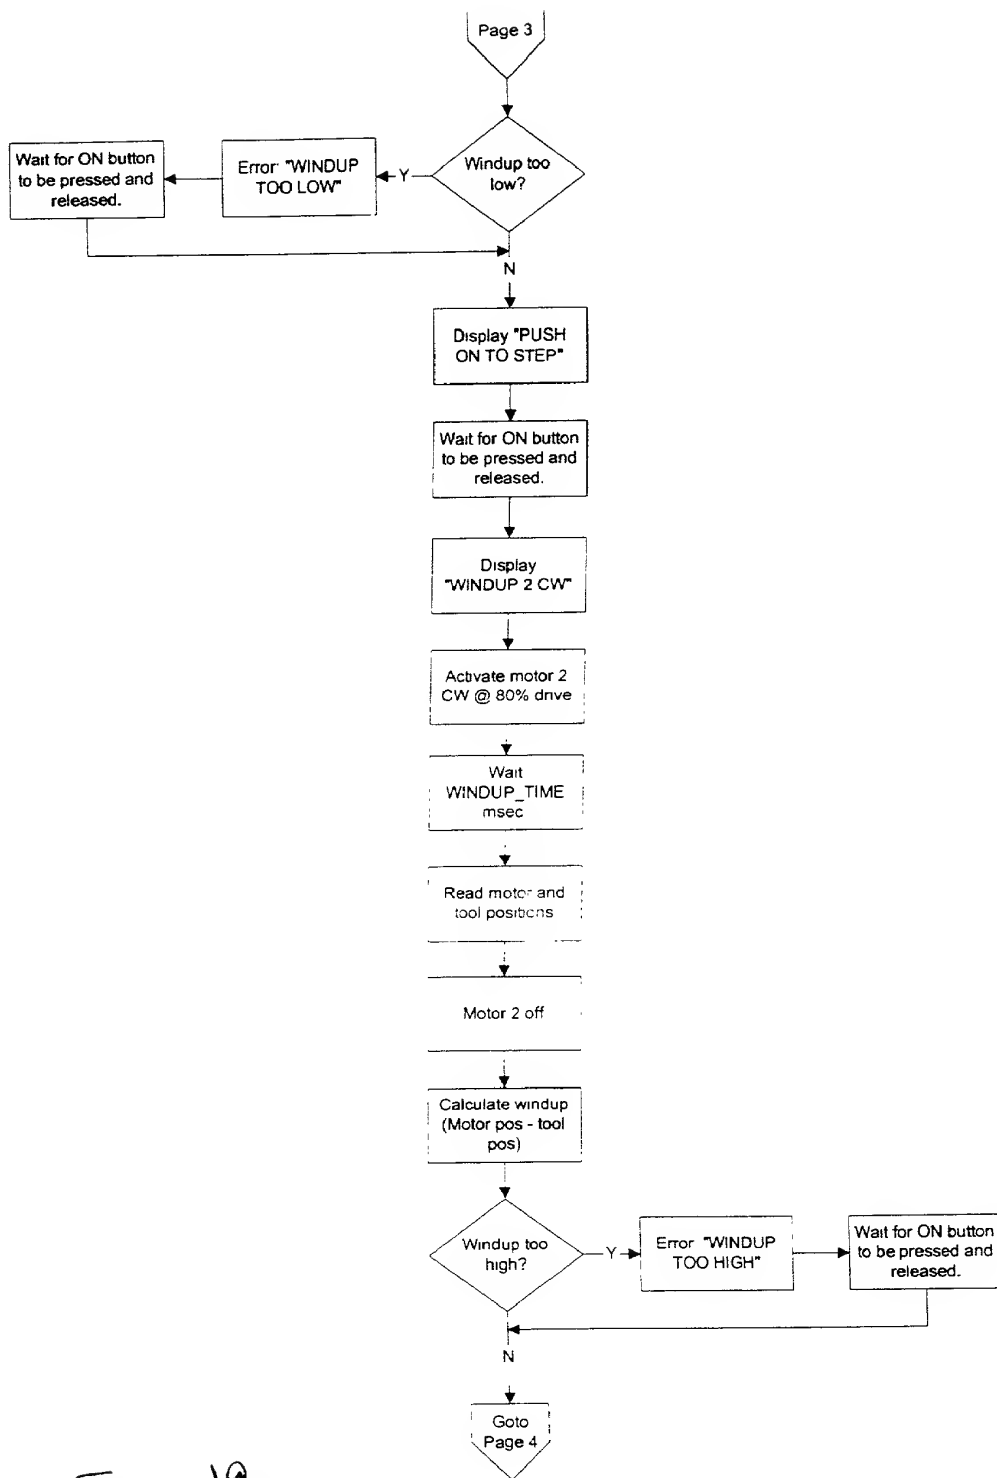 Page 3
Windup too
low?
Y
Error: "WINDUP
TOO LOW"
Wait for ON button
to be pressed and
released.
N
Display "PUSH
ON TO STEP"
Wait for ON button
to be pressed and
released.
Display
"WINDUP 2 CW"
Activate motor 2
CW @ 80% drive
Wait
WINDUP_TIME
msec
Read motor and
tool positions
Motor 2 off
Calculate windup
(Motor pos - tool
pos)
Windup too
high?
Y
Error "WINDUP
TOO HIGH"
Wait for ON button
to be pressed and
released.
N
Goto
Page 4